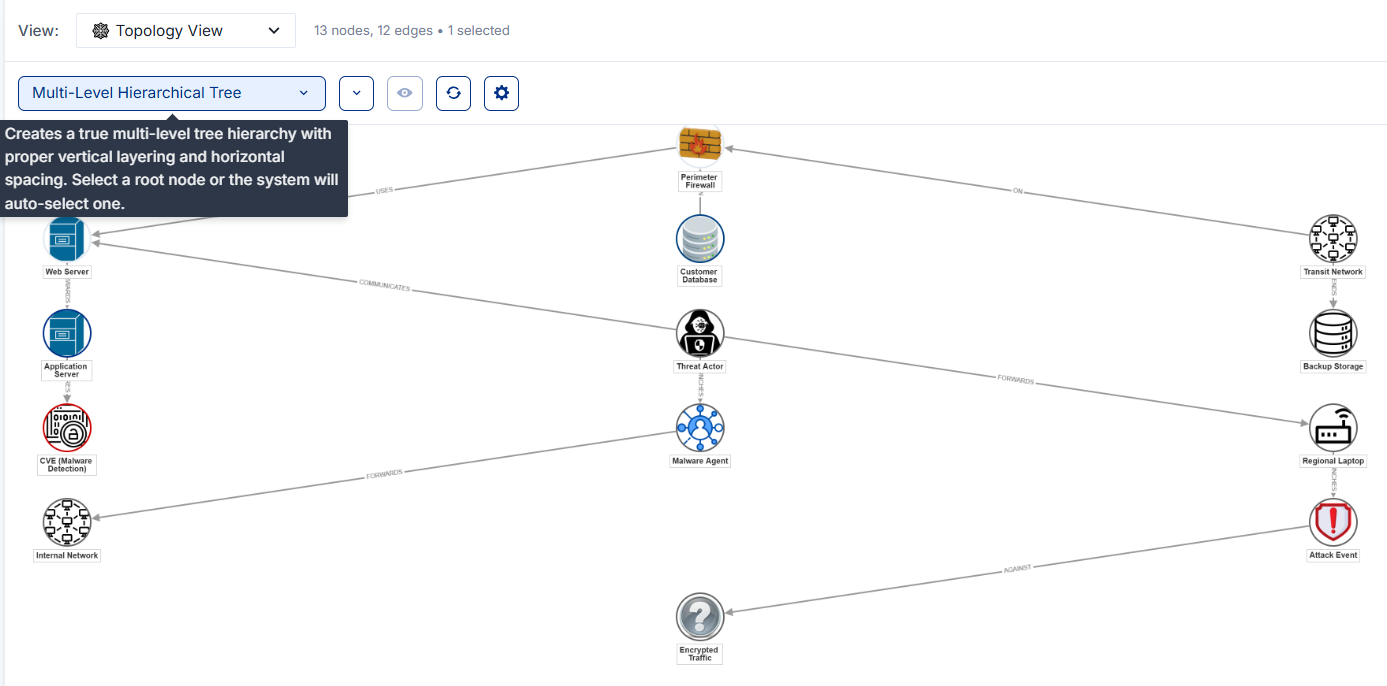 View:
Topology View
13 nodes, 12 edges • 1 selected
Multi-Level Hierarchical Tree
Creates a true multi-level tree hierarchy with
proper vertical layering and horizontal
spacing. Select a root node or the system will
auto-select one.
Perimeter
Firewall
USES
ON
Web Server
Customer
Database
Transit Network
COMMUNICATES
Application
Server
Threat Actor
Backup Storage
FORWARDS
CVE (Malware
Detection)
Malware Agent
Regional Laptop
FORWARDS
Internal Network
Attack Event
AGAINST
Encrypted
Traffic